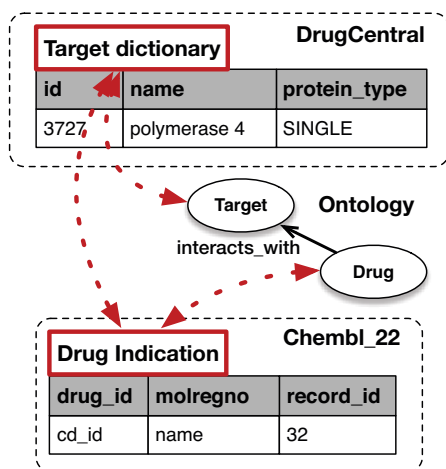 DrugCentral
Target dictionary
id name protein_type
3727 polymerase 4 SINGLE
Target
Ontology
interacts_with
Drug
Chembl_22
Drug Indication
drug_id molregno record_id
cd_id name 32